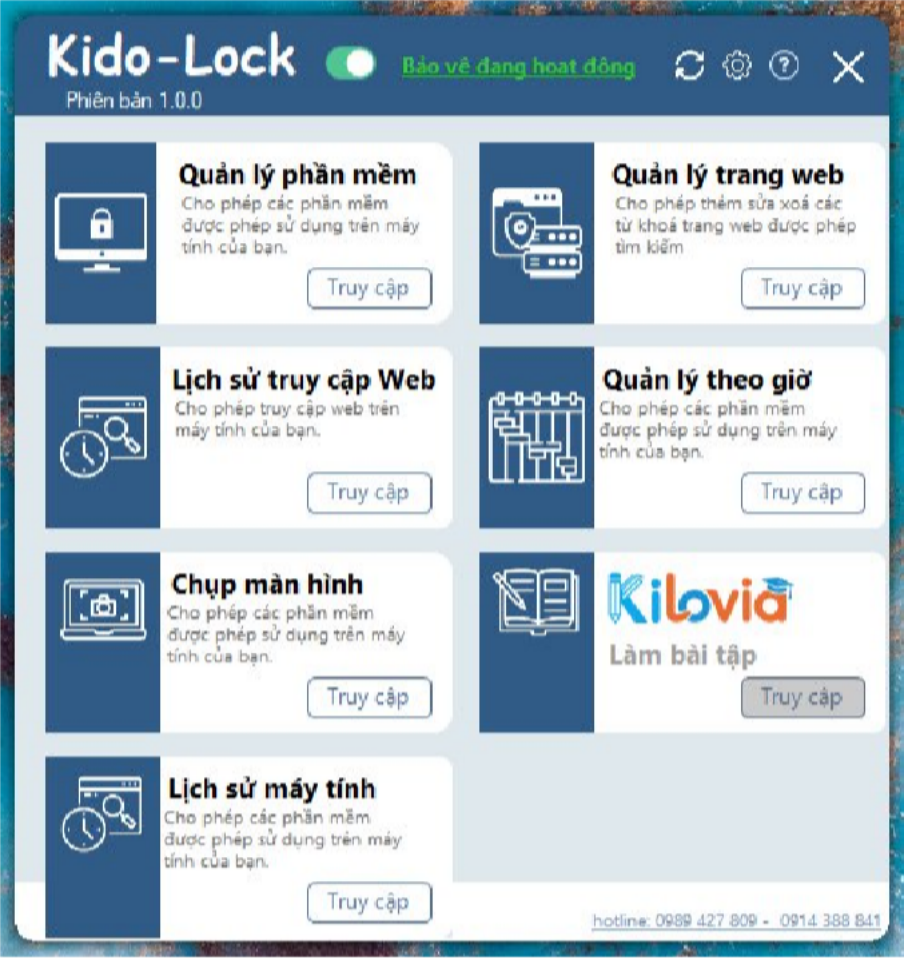 Kido-Lock
Bảo vệ đang hoạt động
Phiên bản 1.0.0
Quản lý phần mềm
Cho phép các phần mềm
được phép sử dụng trên máy
tính của bạn.
Truy cập
Quản lý trang web
Cho phép thêm sửa xoá các
từ khoá trang web được phép
tìm kiếm
Truy cập
Lịch sử truy cập Web
Cho phép truy cập web trên
máy tính của bạn.
Truy cập
Quản lý theo giờ
Cho phép các phần mềm
được phép sử dụng trên máy
tính của bạn.
Truy cập
Chụp màn hình
Cho phép các phần mềm
được phép sử dụng trên máy
tính của bạn.
Truy cập
Kilovia
Làm bài tập
Truy cập
Lịch sử máy tính
Cho phép các phần mềm
được phép sử dụng trên máy
tính của bạn.
Truy cập
hotline: 0989 427 809 - 0914 388 841